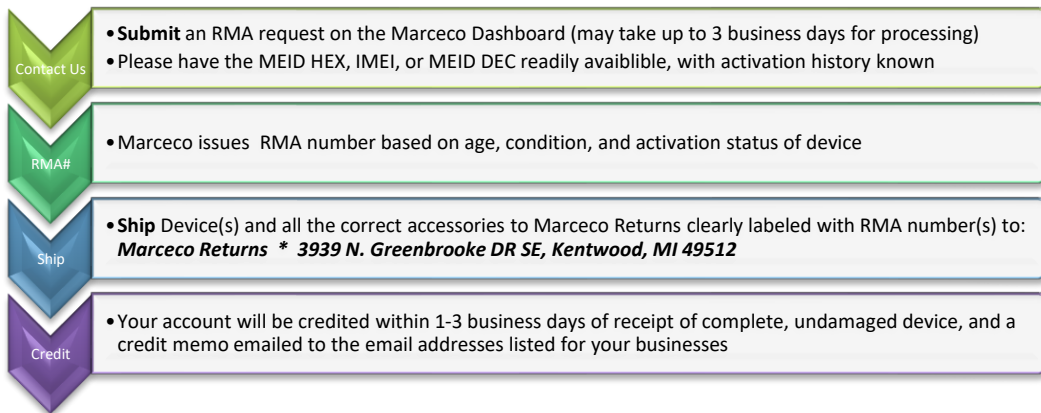 Contact Us
•Submit an RMA request on the Marceco Dashboard (may take up to 3 business days for processing)
•Please have the MEID HEX, IMEI, or MEID DEC readily avaiblible, with activation history known
RMA#
•Marceco issues  RMA number based on age, condition, and activation status of device
Ship
•Ship Device(s) and all the correct accessories to Marceco Returns clearly labeled with RMA number(s) to:
Marceco Returns  *  3939 N. Greenbrooke DR SE, Kentwood, MI 49512
Credit
•Your account will be credited within 1-3 business days of receipt of complete, undamaged device, and a
credit memo emailed to the email addresses listed for your businesses